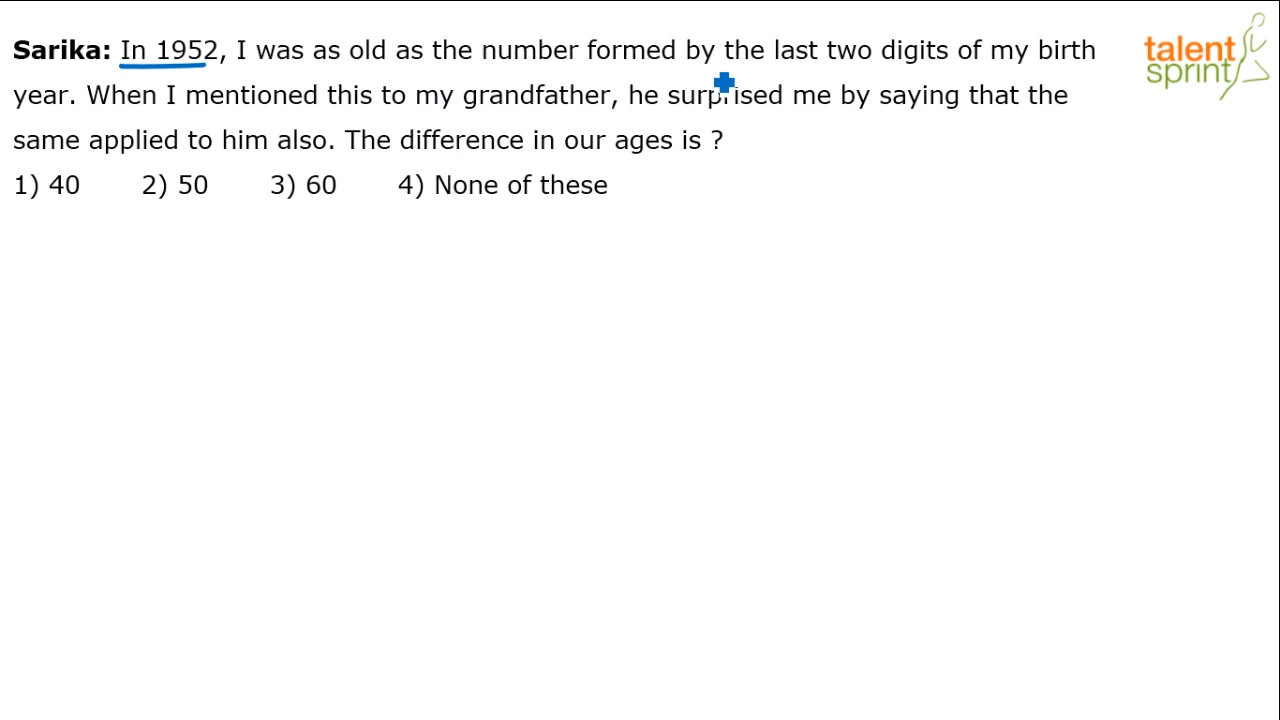 Sarika: In 1952, I was as old as the number formed by the last two digits of my birth
year. When I mentioned this to my grandfather, he surprised me by saying that the
same applied to him also. The difference in our ages is ?
1) 40 2) 50 3) 60 4) None of these
talent
sprint